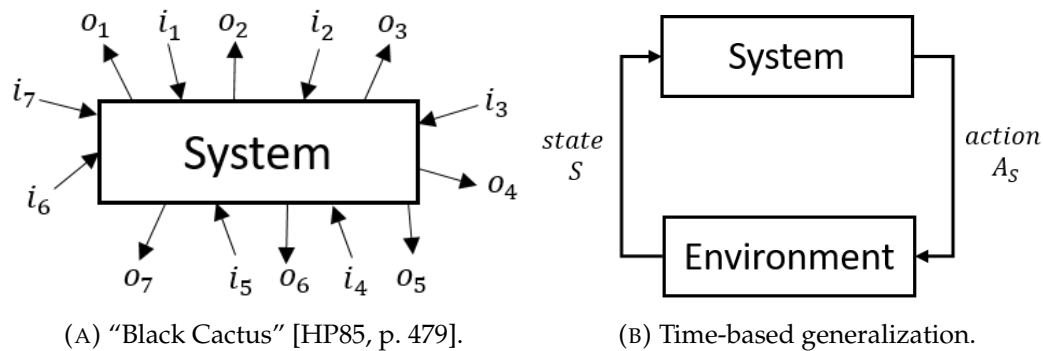 o₁ i₁ o₂ i₂ o₃
i₇ i₃
System
i₆ o₄
o₇ i₅ o₆ i₄ o₅
(A) “Black Cactus” [HP85, p. 479].
System
state
S
action
A_S
Environment
(B) Time-based generalization.